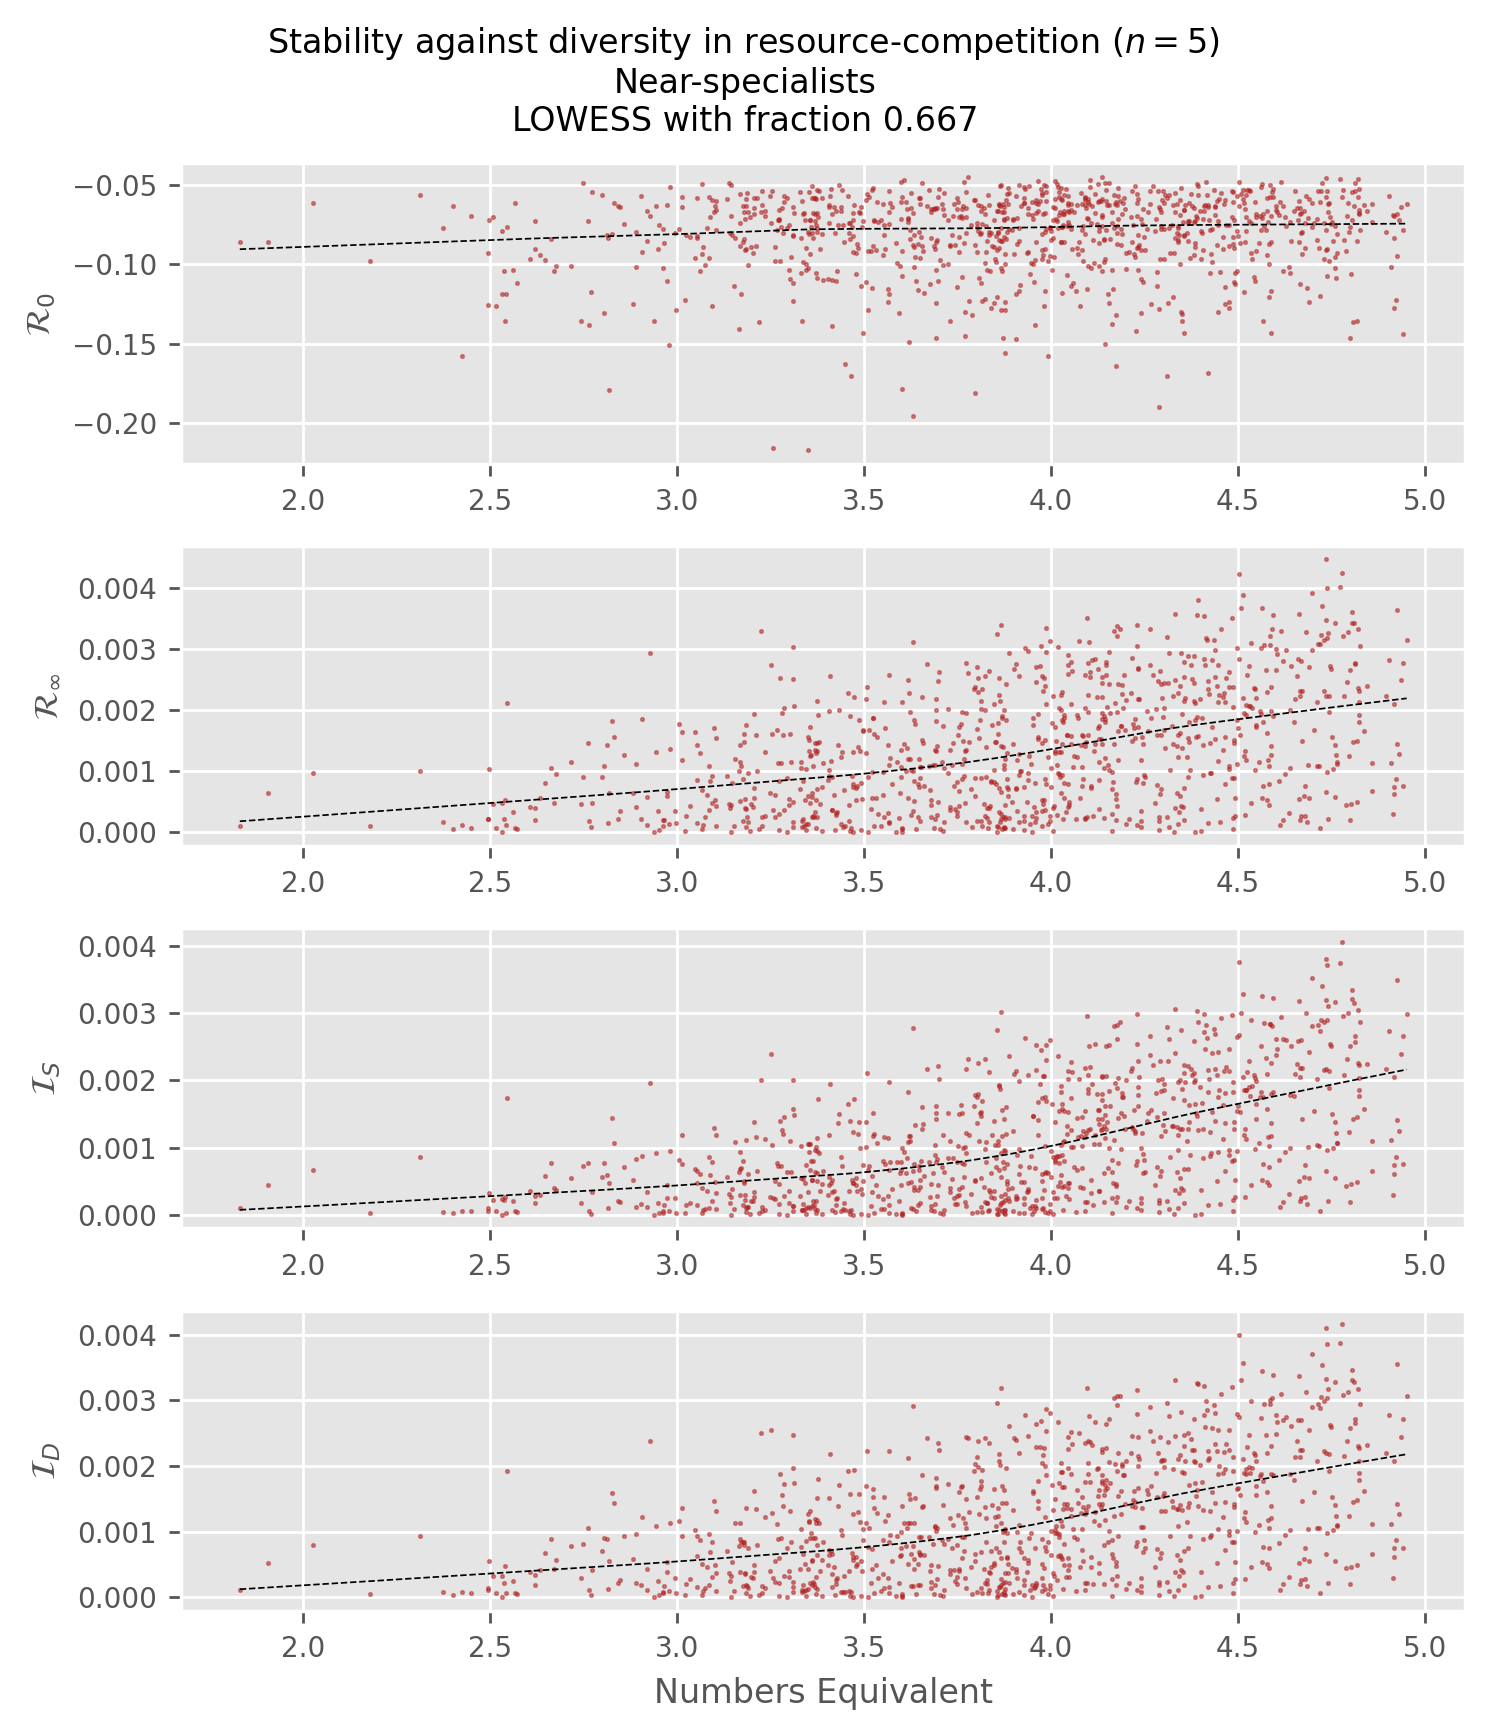 Stability against diversity in resource-competition (n = 5)
Near-specialists
LOWESS with fraction 0.667
−0.05
−0.10
−0.15
−0.20
ℛ₀
2.0 2.5 3.0 3.5 4.0 4.5 5.0
0.004
0.003
0.002
0.001
0.000
ℛ∞
2.0 2.5 3.0 3.5 4.0 4.5 5.0
0.004
0.003
0.002
0.001
0.000
ℐS
2.0 2.5 3.0 3.5 4.0 4.5 5.0
0.004
0.003
0.002
0.001
0.000
ℐD
2.0 2.5 3.0 3.5 4.0 4.5 5.0
Numbers Equivalent